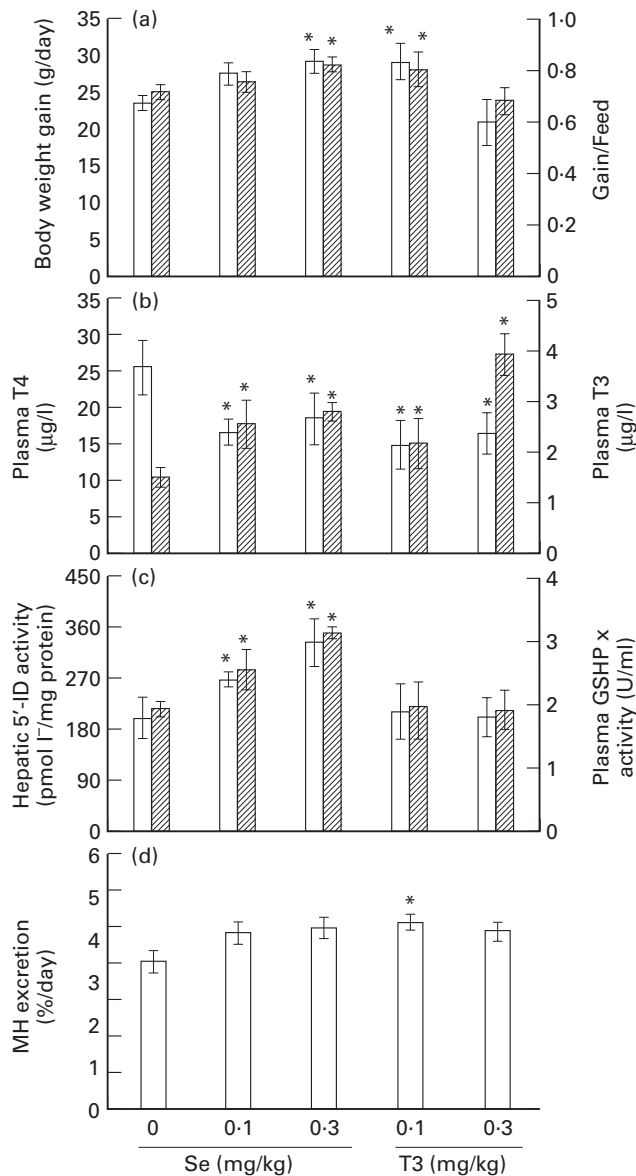 (a)
35
30
25
20
15
10
5
0
Body weight gain (g/day)
1·0
0·8
0·6
0·4
0·2
0
Gain/Feed
* * * *
(b)
35
30
25
20
15
10
5
0
Plasma T4
(µg/l)
5
4
3
2
1
0
Plasma T3
(µg/l)
* * * * * * * *
(c)
450
360
270
180
90
0
Hepatic 5′-ID activity
(pmol I⁻/mg protein)
4
3
2
1
0
Plasma GSHP x
activity (U/ml)
* * * *
(d)
6
5
4
3
2
1
0
MH excretion
(%/day)
*
0 0·1 0·3 0·1 0·3
Se (mg/kg) T3 (mg/kg)